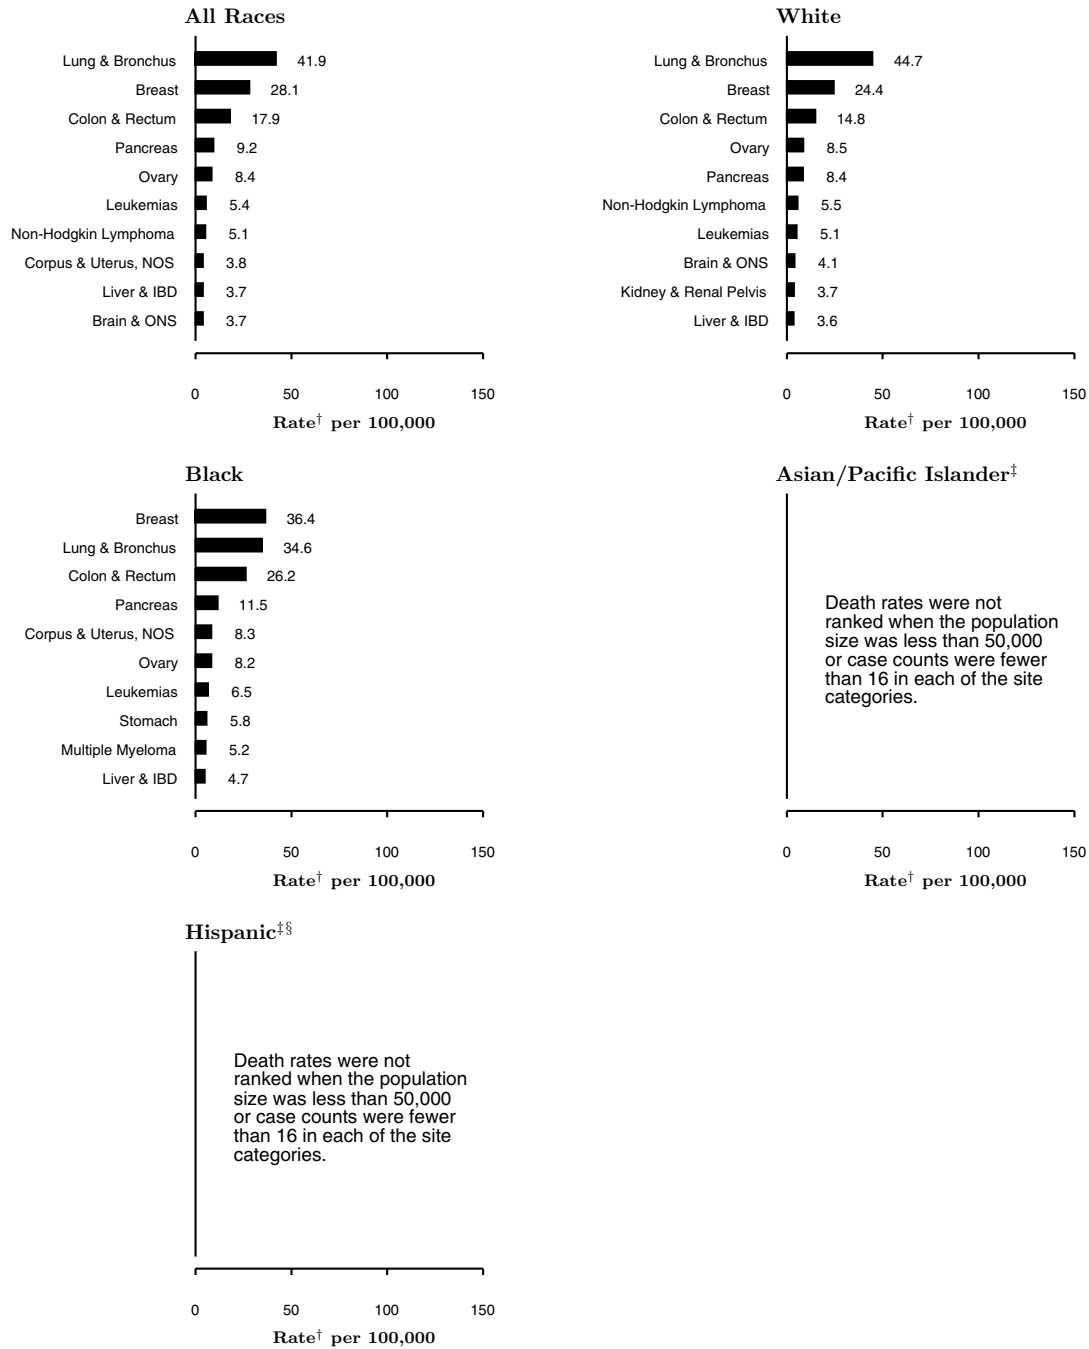 All Races
Lung & Bronchus 41.9
Breast 28.1
Colon & Rectum 17.9
Pancreas 9.2
Ovary 8.4
Leukemias 5.4
Non-Hodgkin Lymphoma 5.1
Corpus & Uterus, NOS 3.8
Liver & IBD 3.7
Brain & ONS 3.7
0 50 100 150
Rate† per 100,000
White
Lung & Bronchus 44.7
Breast 24.4
Colon & Rectum 14.8
Ovary 8.5
Pancreas 8.4
Non-Hodgkin Lymphoma 5.5
Leukemias 5.1
Brain & ONS 4.1
Kidney & Renal Pelvis 3.7
Liver & IBD 3.6
0 50 100 150
Rate† per 100,000
Black
Breast 36.4
Lung & Bronchus 34.6
Colon & Rectum 26.2
Pancreas 11.5
Corpus & Uterus, NOS 8.3
Ovary 8.2
Leukemias 6.5
Stomach 5.8
Multiple Myeloma 5.2
Liver & IBD 4.7
0 50 100 150
Rate† per 100,000
Asian/Pacific Islander‡
Death rates were not
ranked when the population
size was less than 50,000
or case counts were fewer
than 16 in each of the site
categories.
0 50 100 150
Rate† per 100,000
Hispanic‡§
Death rates were not
ranked when the population
size was less than 50,000
or case counts were fewer
than 16 in each of the site
categories.
0 50 100 150
Rate† per 100,000